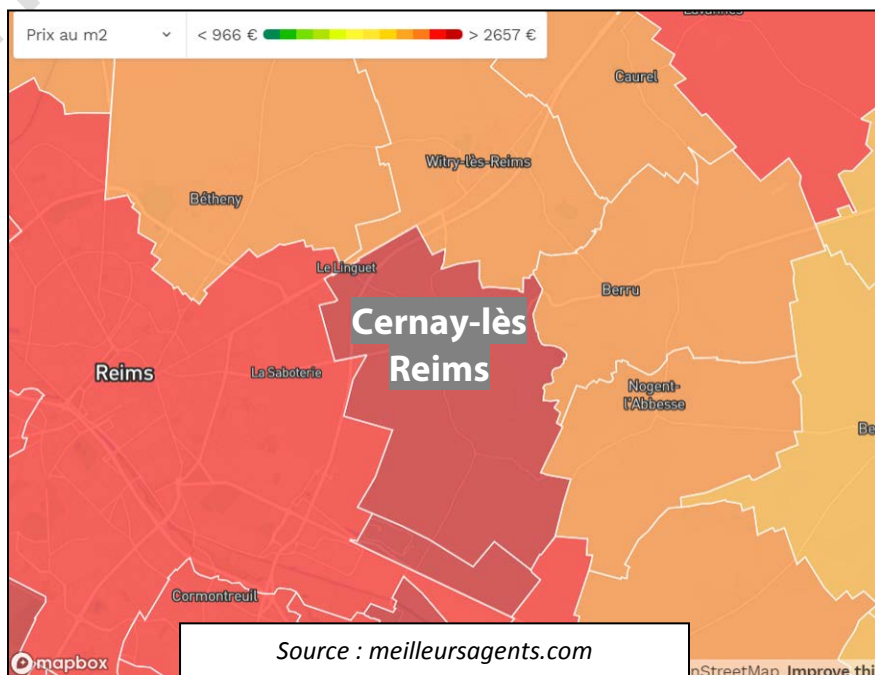 Prix au m2
< 966 €
> 2657 €
Caurel
Witry-lès-Reims
Bétheny
Le Linguet
Berru
Cernay-lès
Reims
Reims
La Saboterie
Nogent-
l'Abbesse
Be
Cormontreuil
Source : meilleursagents.com
mapbox
nStreetMap Improve thi